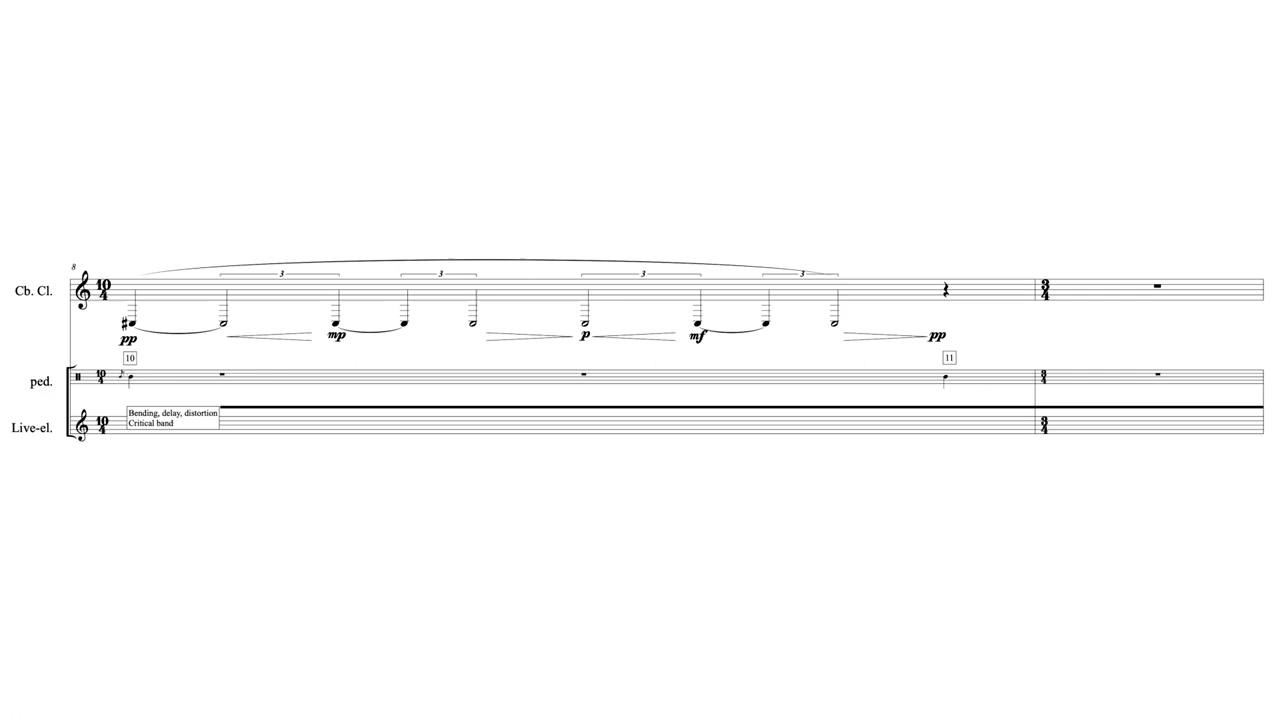 8
3 3 3 3
Cb. Cl. 10/4 3/4
pp mp p mf pp
10 11
ped. 10/4 3/4
Bending, delay, distortion
Live-el. 10/4 3/4
Critical band